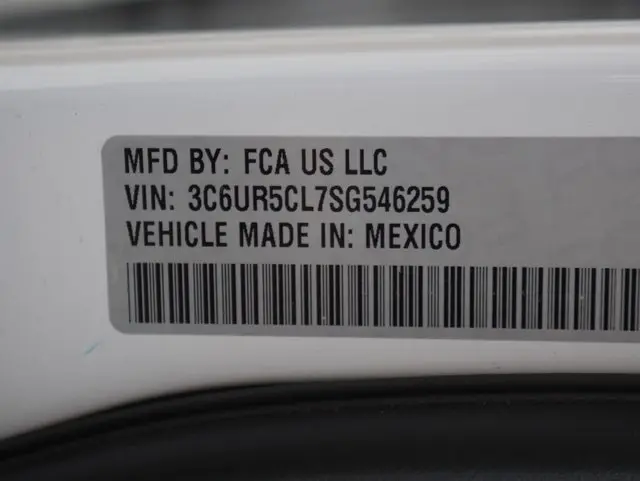 MFD BY: FCA US LLC
VIN: 3C6UR5CL7SG546259
VEHICLE MADE IN: MEXICO